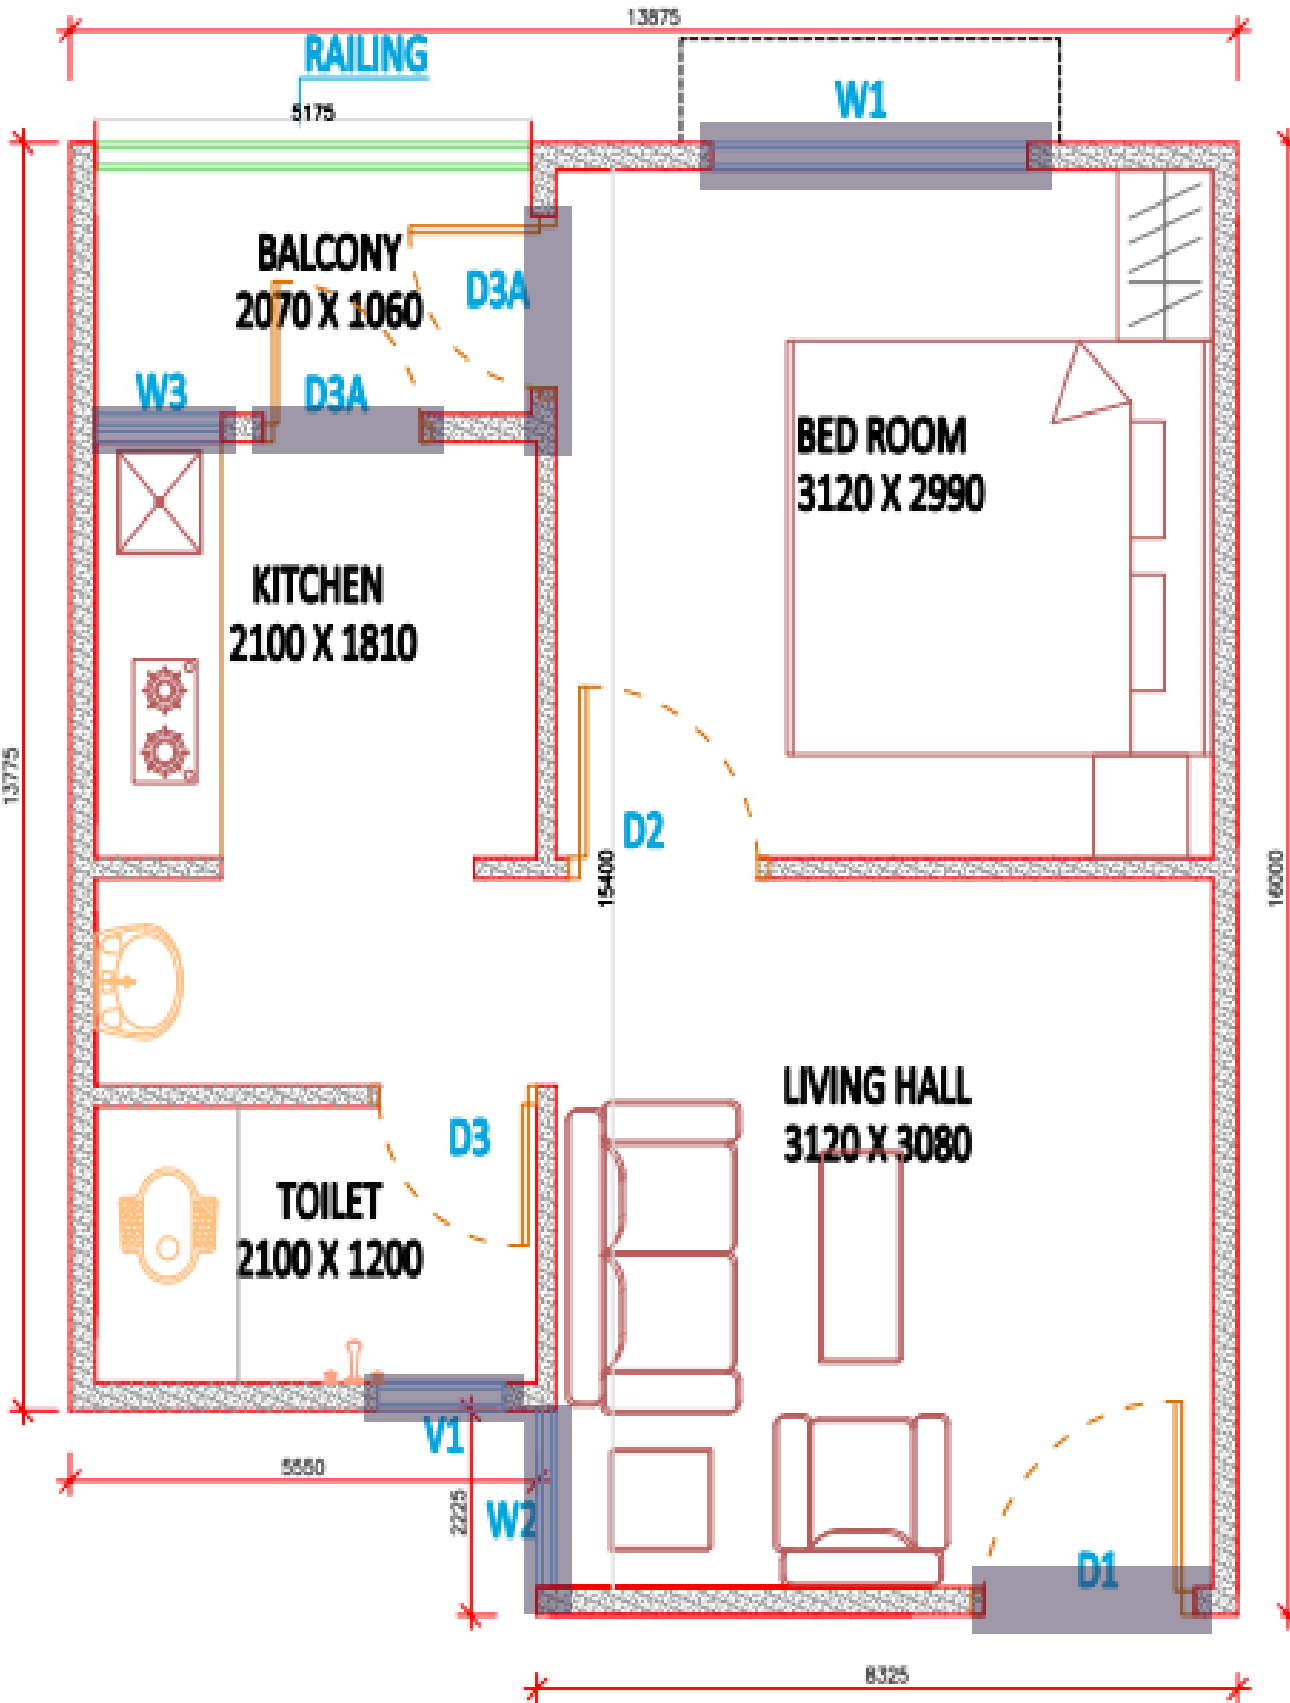 13875
RAILING
5175
W1
BALCONY
2070 X 1060
D3A
W3
D3A
BED ROOM
3120 X 2990
KITCHEN
2100 X 1810
13775
D2
15400
16000
LIVING HALL
3120 X 3080
D3
TOILET
2100 X 1200
V1
5550
2225
W2
D1
8325